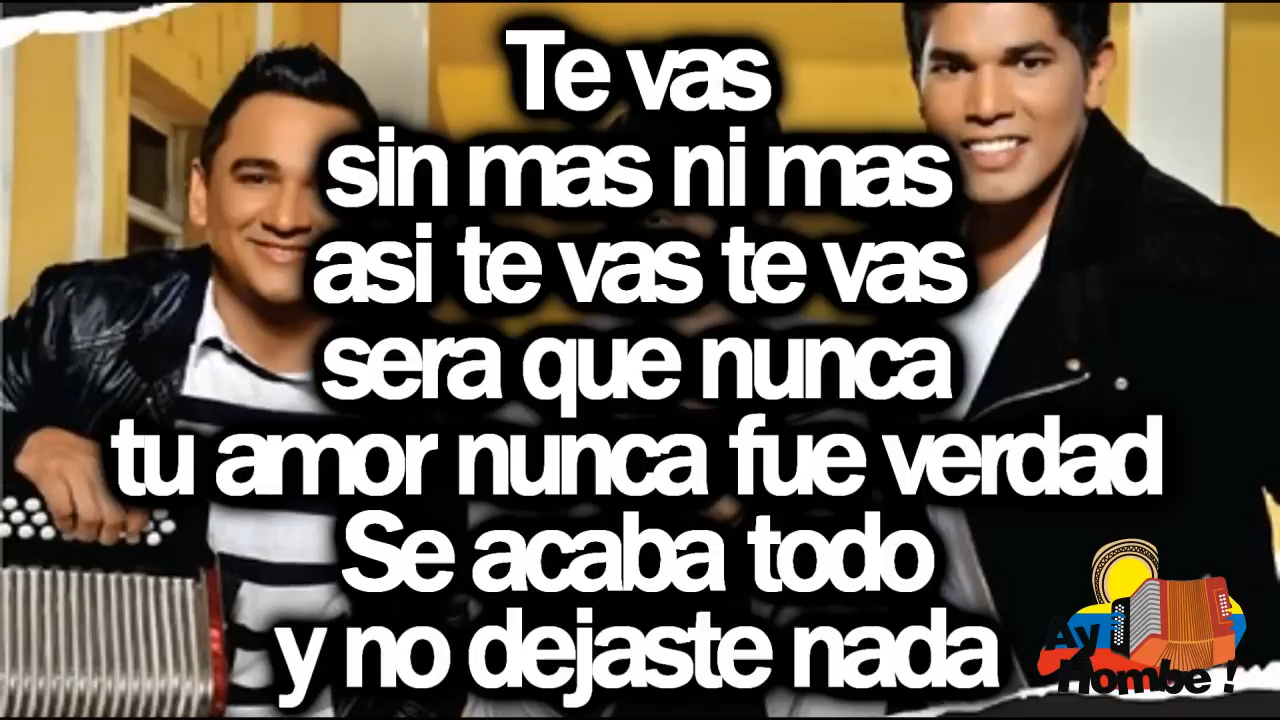 Te vas
sin mas ni mas
asi te vas te vas
sera que nunca
tu amor nunca fue verdad
Se acaba todo
y no dejaste nada
Ay
Hombe !